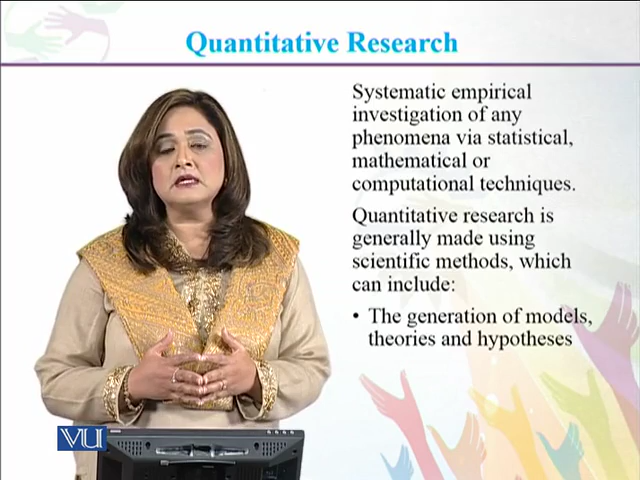 Quantitative Research
Systematic empirical
investigation of any
phenomena via statistical,
mathematical or
computational techniques.
Quantitative research is
generally made using
scientific methods, which
can include:
• The generation of models,
theories and hypotheses
VU